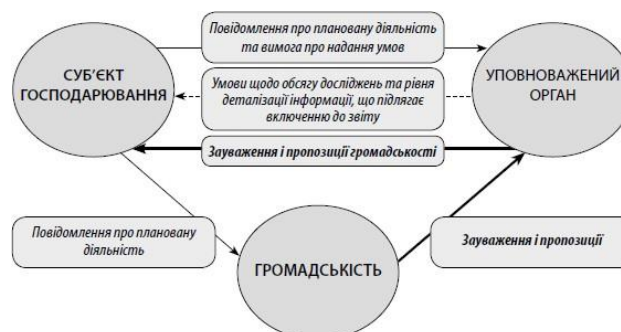 Повідомлення про плановану діяльність
та вимога про надання умов
СУБ'ЄКТ
ГОСПОДАРЮВАННЯ
Умови щодо обсягу досліджень та рівня
деталізації інформації, що підлягає
включенню до звіту
УПОВНОВАЖЕНИЙ
ОРГАН
Зауваження і пропозиції громадськості
Повідомлення про плановану
діяльність
Зауваження і пропозиції
ГРОМАДСЬКІСТЬ